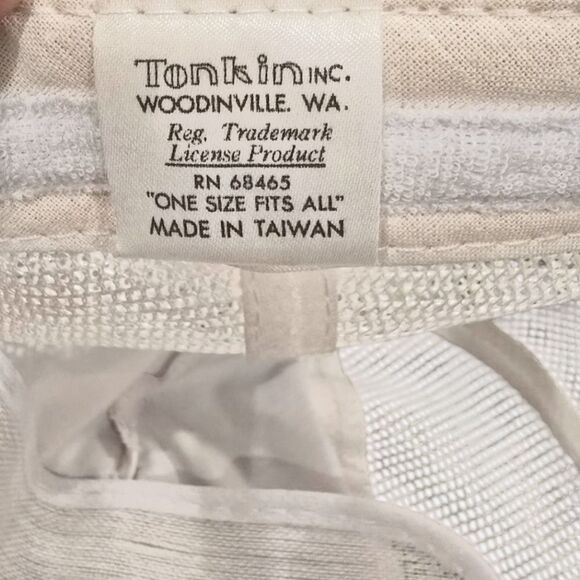 Tonkin INC.
WOODINVILLE. WA.
Reg. Trademark
License Product
RN 68465
"ONE SIZE FITS ALL"
MADE IN TAIWAN